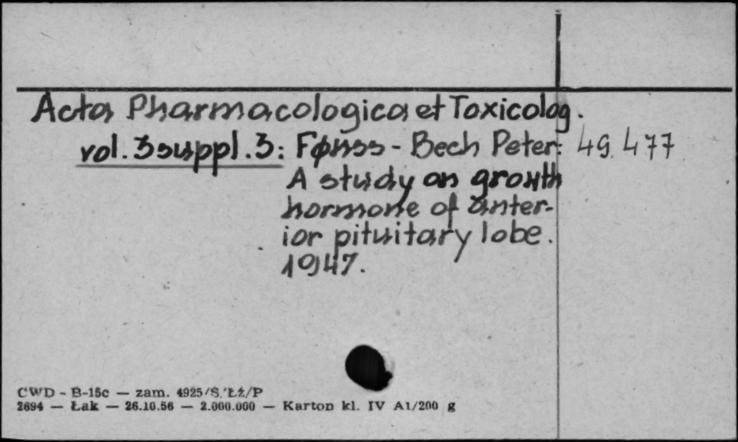 Acta Pharmacologica et Toxicolog.
vol. 3 suppl. 3: Fønss-Bech Peter: 49.477
A study on growth
hormone of anter-
ior pituitary lobe.
1947.
CWD - B-15c — zam. 4925/S./Łż/P
2694 — Łak — 26.10.56 — 2.000.000 — Karton kl. IV A1/200 g